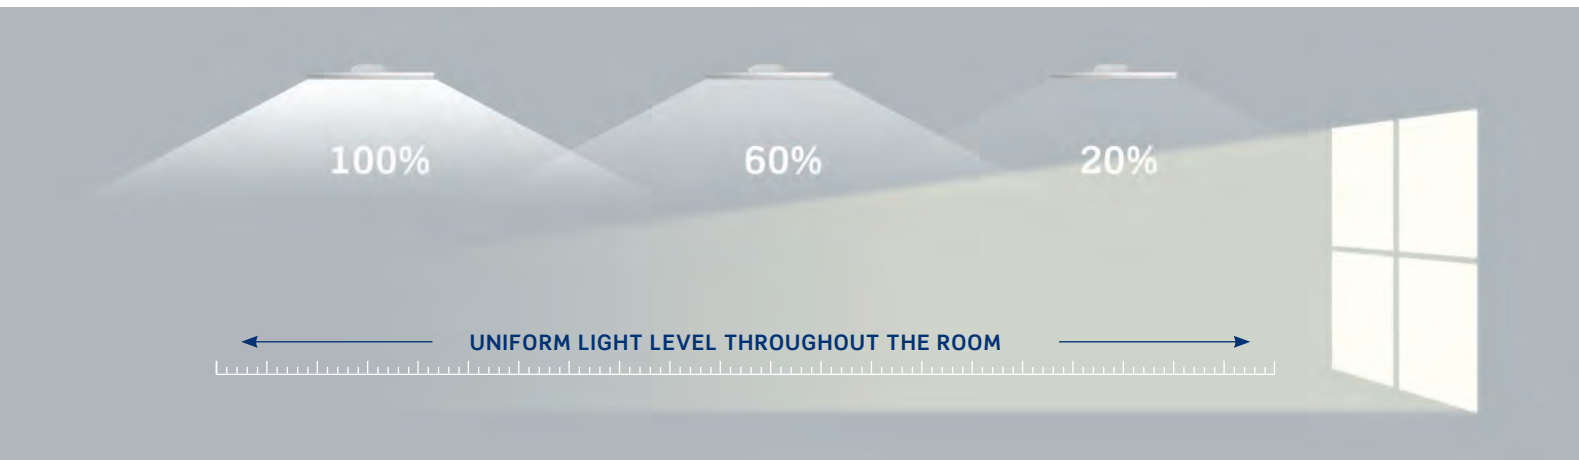 100% 60% 20%
UNIFORM LIGHT LEVEL THROUGHOUT THE ROOM